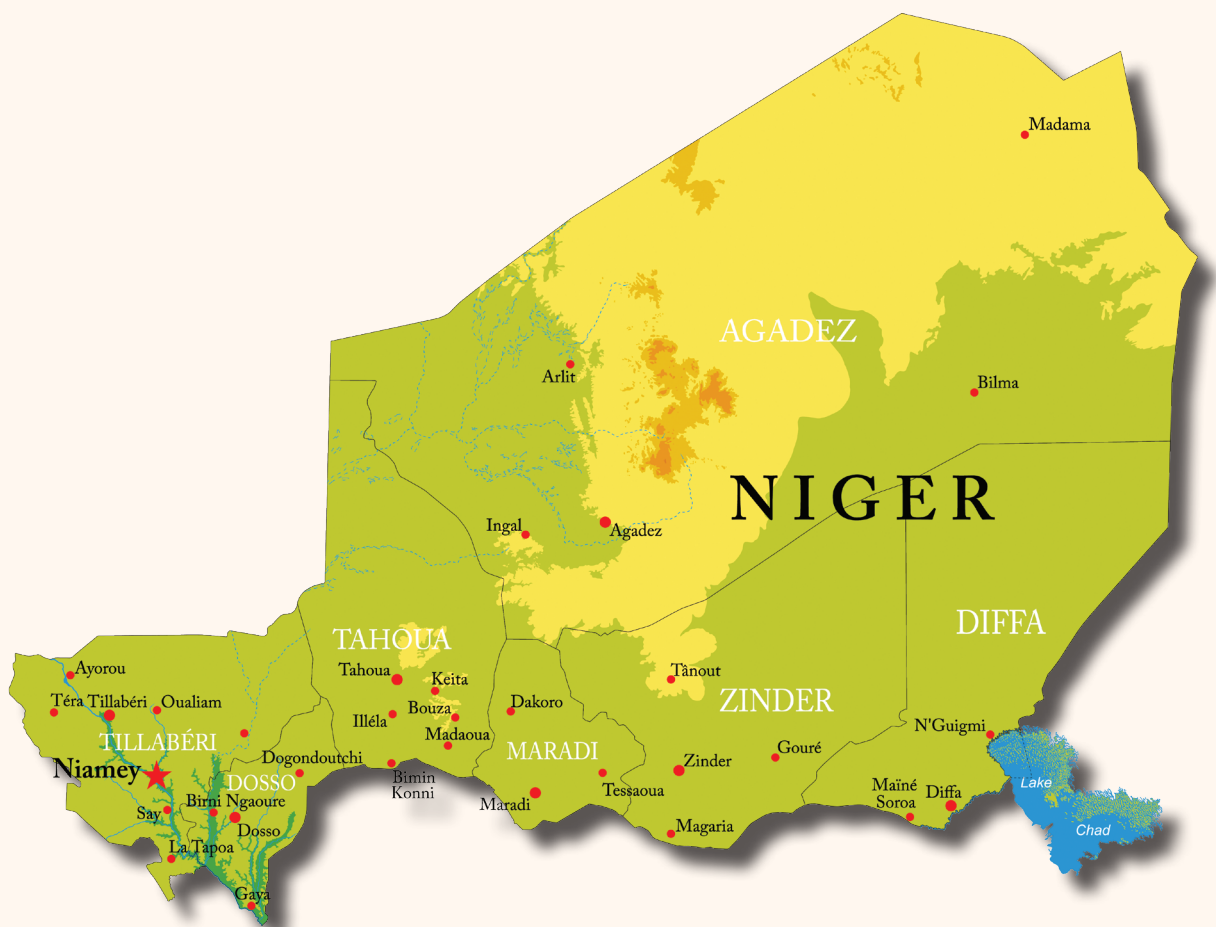 Madama
AGADEZ
Arlit
Bilma
NIGER
Ingal
Agadez
DIFFA
TAHOUA
Ayorou
Tahoua
Keita
Tânout
ZINDER
Téra
Tillabéri
Oualiam
Illéla
Bouza
Dakoro
N'Guigmi
Madaoua
TILLABÉRI
MARADI
Gouré
Dogondoutchi
Zinder
Niamey
DOSSO
Bimin
Konni
Tessaoua
Lake
Maïné
Soroa
Diffa
Birni Ngaoure
Maradi
Say
Dosso
Magaria
Chad
La Tapoa
Gaya